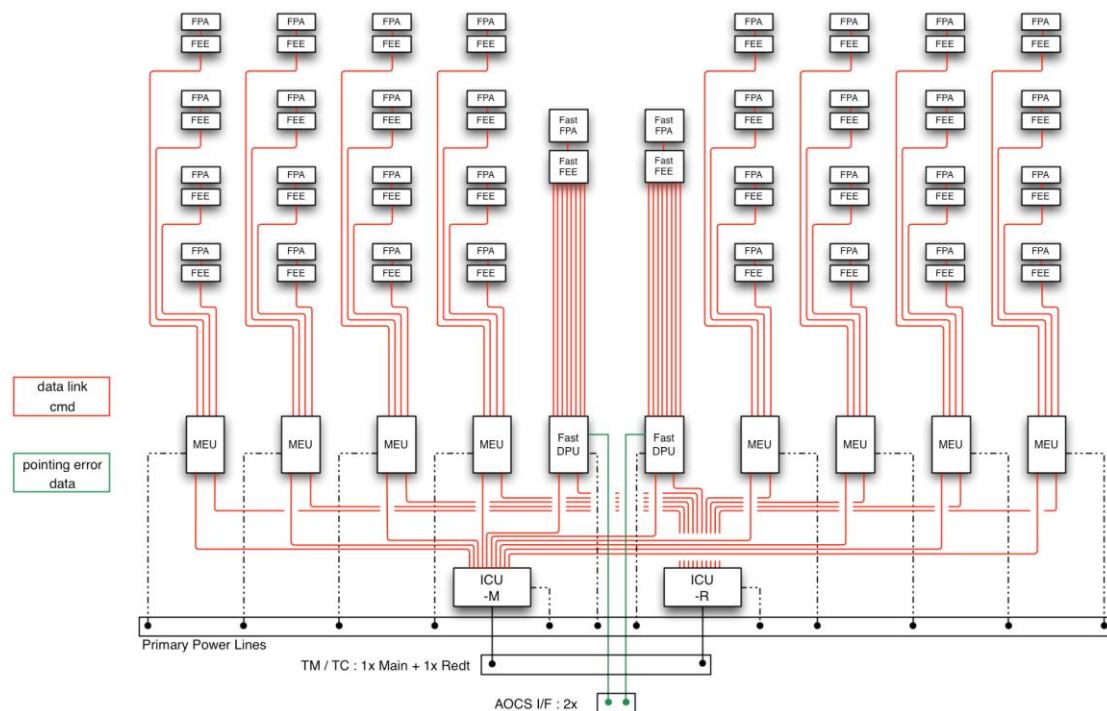 FPA FPA FPA FPA FPA FPA FPA FPA
FEE FEE FEE FEE FEE FEE FEE FEE
FPA FPA FPA FPA FPA FPA FPA FPA
FEE FEE FEE FEE FEE FEE FEE FEE
Fast Fast
FPA FPA
Fast Fast
FEE FEE
FPA FPA FPA FPA FPA FPA FPA FPA
FEE FEE FEE FEE FEE FEE FEE FEE
FPA FPA FPA FPA FPA FPA FPA FPA
FEE FEE FEE FEE FEE FEE FEE FEE
data link
cmd
pointing error
data
MEU MEU MEU MEU
Fast
DPU
Fast
DPU
MEU MEU MEU MEU
ICU
-M
ICU
-R
Primary Power Lines
TM / TC : 1x Main + 1x Redt
AOCS I/F : 2x